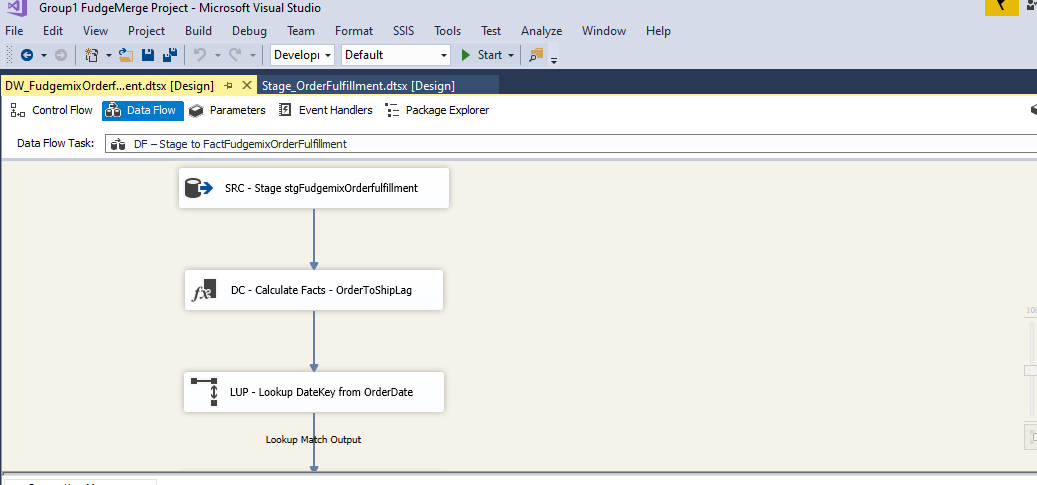 Group1 FudgeMerge Project - Microsoft Visual Studio
File Edit View Project Build Debug Team Format SSIS Tools Test Analyze Window Help
Default Start
DW_FudgemixOrderf...ent.dtsx [Design] Stage_OrderFulfillment.dtsx [Design]
Control Flow Data Flow Parameters Event Handlers Package Explorer
Data Flow Task: DF – Stage to FactFudgemixOrderFulfillment
SRC - Stage stgFudgemixOrderfulfillment
DC - Calculate Facts - OrderToShipLag
LUP - Lookup DateKey from OrderDate
Lookup Match Output